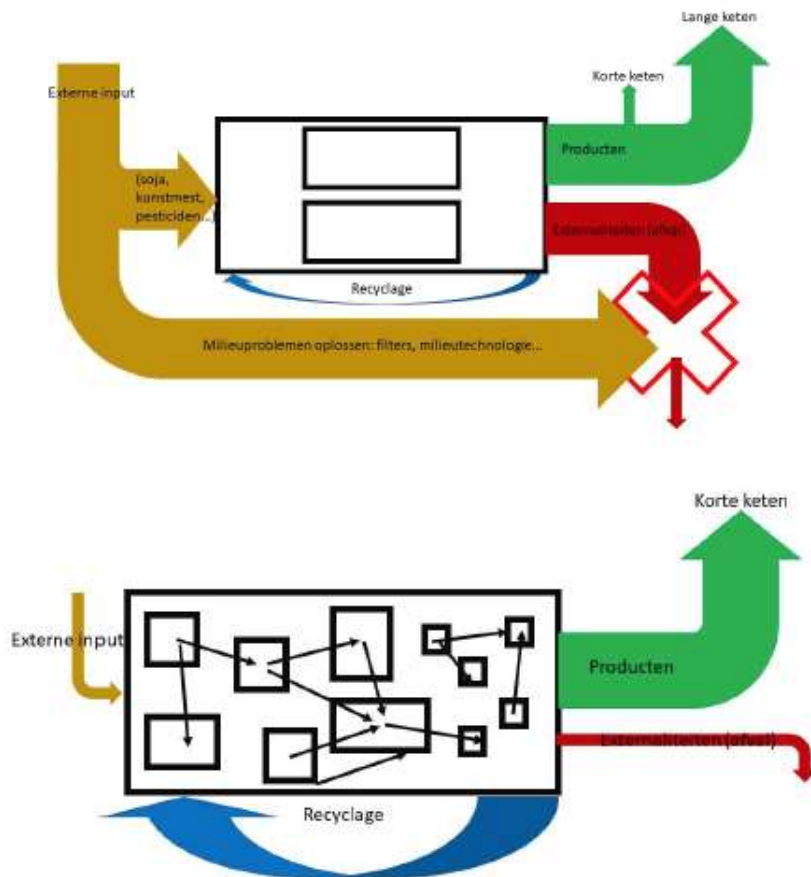 Lange keten
Korte keten
Externe input
Producten
(soja,
kunstmest,
pesticiden...)
Externaliteiten (afval)
Recyclage
Milieuproblemen oplossen: filters, milieutechnologie...
Korte keten
Externe input
Producten
Externaliteiten (afval)
Recyclage